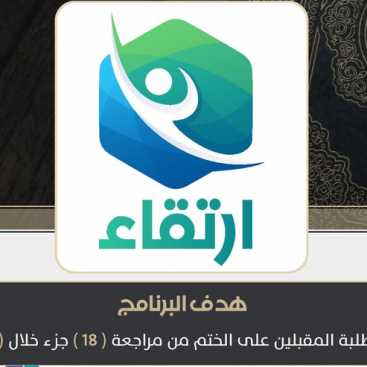 ارتقاء
هدف البرنامج
طلبة المقبلين على الختم من مراجعة ( 18 ) جزء خلال (